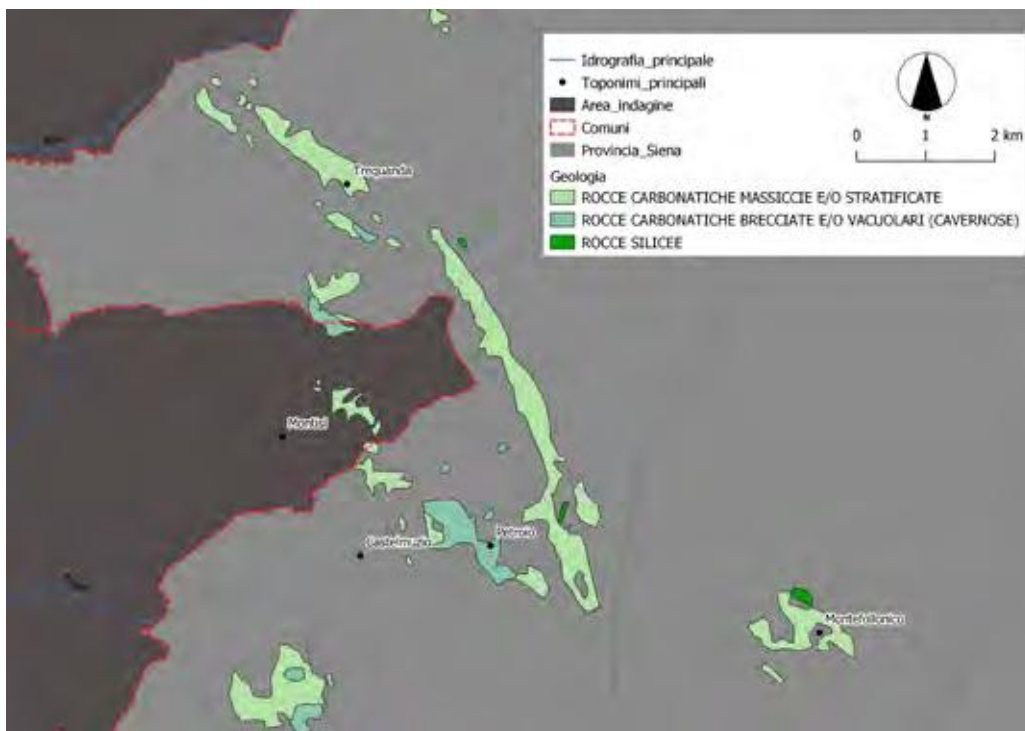 Idrografia_principale
Toponimi_principali
Area_indagine
Comuni
Provincia_Siena
Geologia
ROCCE CARBONATICHE MASSICCIE E/O STRATIFICATE
ROCCE CARBONATICHE BRECCIATE E/O VACUOLARI (CAVERNOSE)
ROCCE SILICEE
N
0 1 2 km
Trequanda
Montisi
Castelmuzio
Petroio
Montefollonico